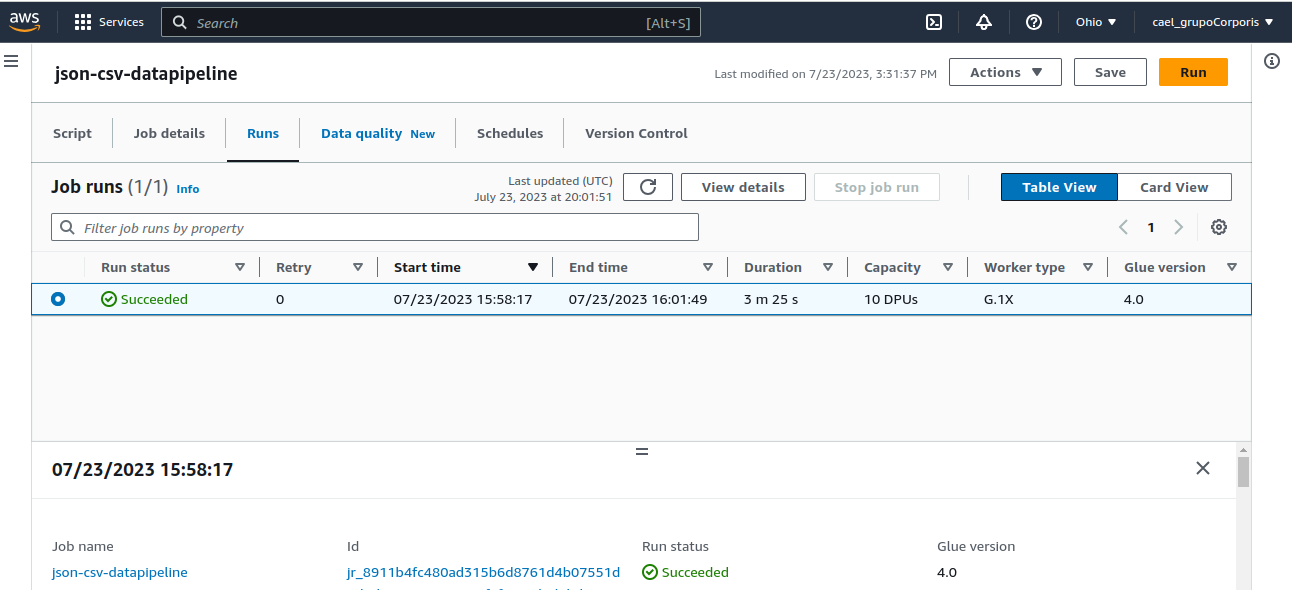 aws Services Search [Alt+S] Ohio cael_grupoCorporis
json-csv-datapipeline Last modified on 7/23/2023, 3:31:37 PM Actions Save Run
Script Job details Runs Data quality New Schedules Version Control
Job runs (1/1) Info Last updated (UTC) View details Stop job run Table View Card View
July 23, 2023 at 20:01:51
Filter job runs by property 1
Run status Retry Start time End time Duration Capacity Worker type Glue version
Succeeded 0 07/23/2023 15:58:17 07/23/2023 16:01:49 3 m 25 s 10 DPUs G.1X 4.0
07/23/2023 15:58:17
Job name Id Run status Glue version
json-csv-datapipeline jr_8911b4fc480ad315b6d8761d4b07551d Succeeded 4.0